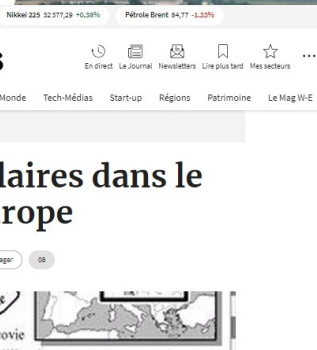 Nikkei 225 32 577,29 +0.38% Pétrole Brent 84,77 -1.33%
En direct Le Journal Newsletters Lire plus tard Mes secteurs
Monde Tech-Médias Start-up Régions Patrimoine Le Mag W-E
laires dans le
rope
ager 08
ovie